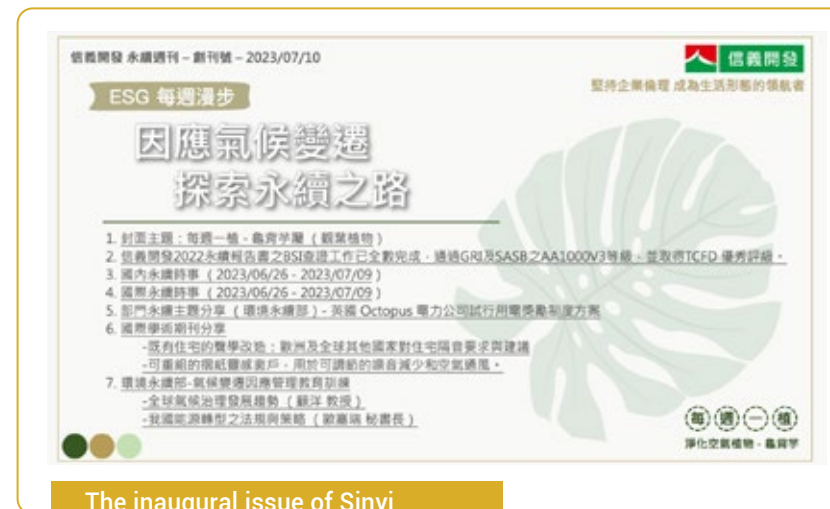 信義開發 永續週刊 – 創刊號 – 2023/07/10
信義開發
堅持企業倫理 成為生活形態的領航者
ESG 每週漫步
因應氣候變遷
探索永續之路
1. 封面主題：每週一植 - 龜背芋屬 （觀葉植物）
2. 信義開發2022永續報告書之BSI查證工作已全數完成，通過GRI及SASB之AA1000V3等級，並取得TCFD 優秀評級。
3. 國內永續時事 （2023/06/26 - 2023/07/09）
4. 國際永續時事 （2023/06/26 - 2023/07/09）
5. 部門永續主題分享 （環境永續部）- 英國 Octopus 電力公司試行用電獎勵制度方案
6. 國際學術期刊分享
-既有住宅的聲學改造：歐洲及全球其他國家對住宅隔音要求與建議
-可重組的摺紙聲感窗戶，用於可調節的噪音減少和空氣通風。
7. 環境永續部-氣候變遷因應管理教育訓練
-全球氣候治理發展趨勢 （顧洋 教授）
-我國能源轉型之法規與策略 （歐嘉瑞 秘書長）
每週一植
淨化空氣植物 - 龜背芋
The inaugural issue of Sinyi